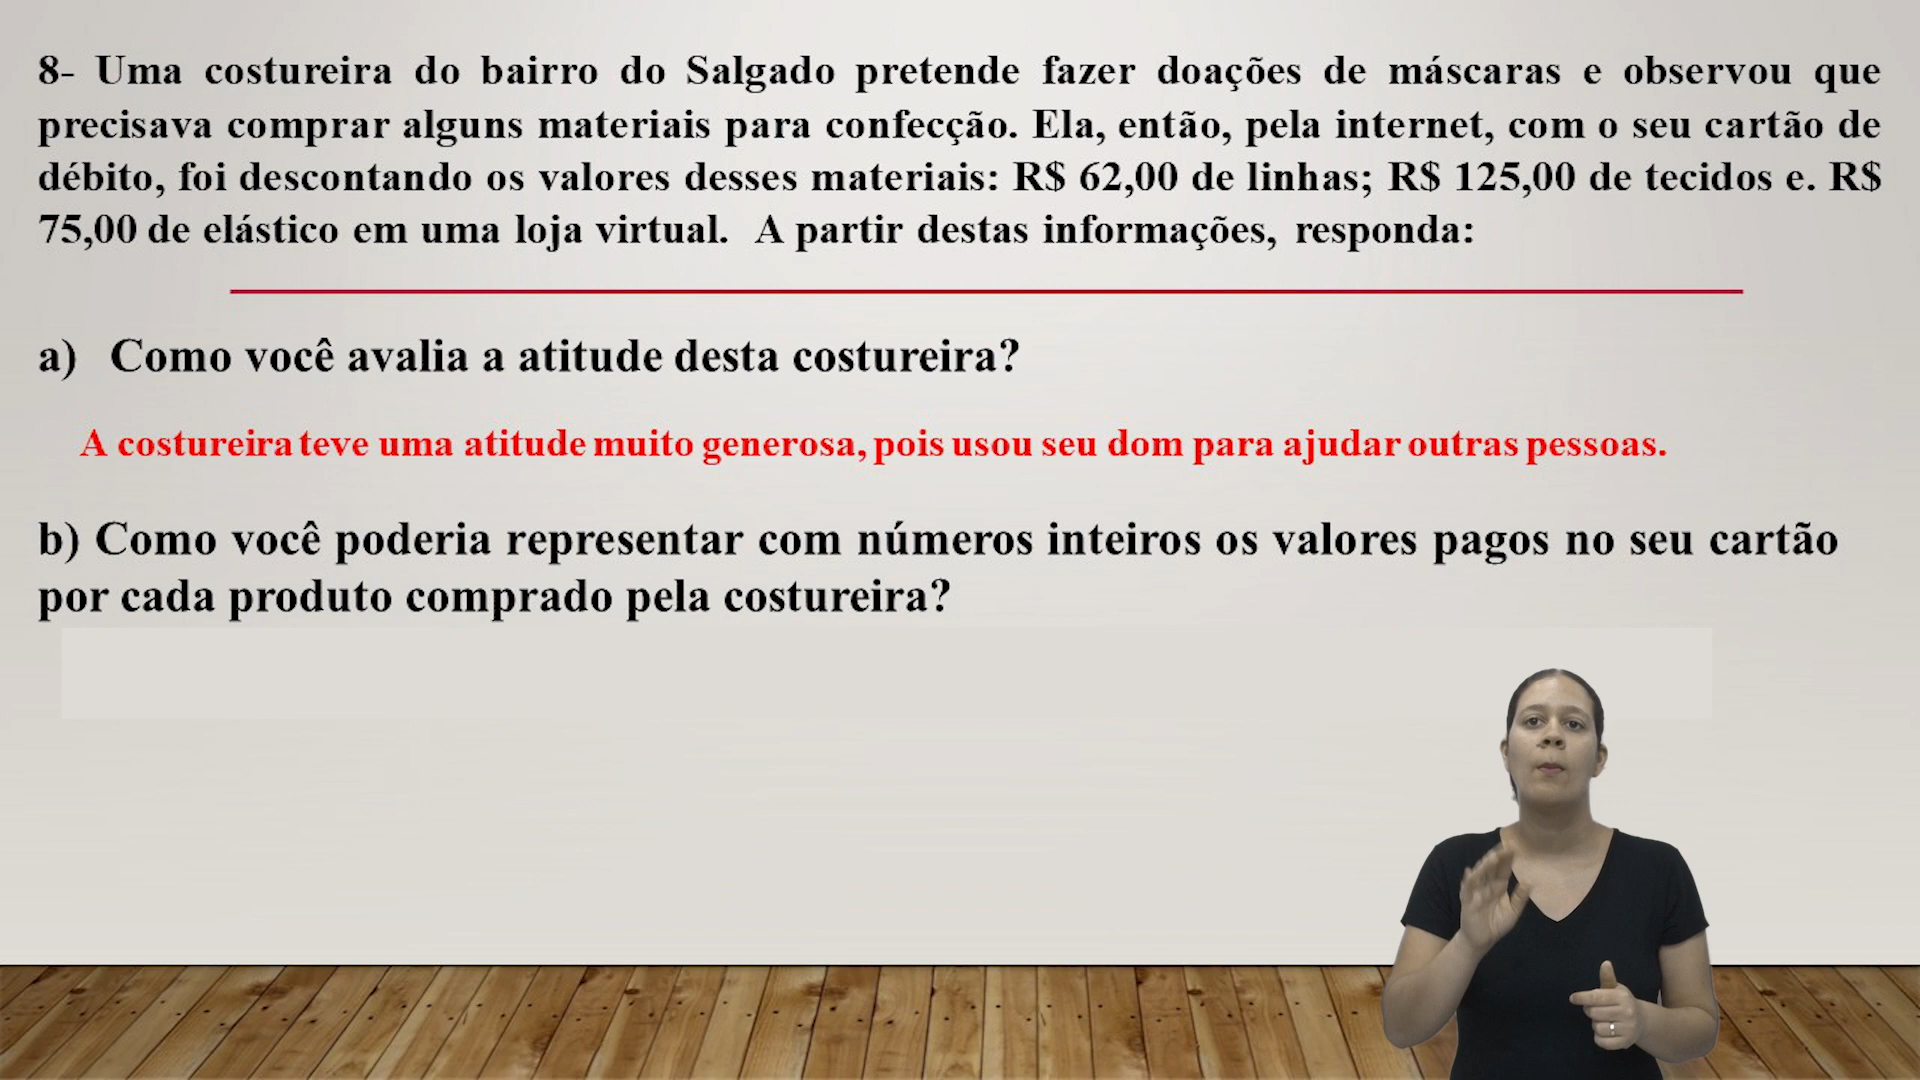 8- Uma costureira do bairro do Salgado pretende fazer doações de máscaras e observou que
precisava comprar alguns materiais para confecção. Ela, então, pela internet, com o seu cartão de
débito, foi descontando os valores desses materiais: R$ 62,00 de linhas; R$ 125,00 de tecidos e. R$
75,00 de elástico em uma loja virtual. A partir destas informações, responda:
a) Como você avalia a atitude desta costureira?
A costureira teve uma atitude muito generosa, pois usou seu dom para ajudar outras pessoas.
b) Como você poderia representar com números inteiros os valores pagos no seu cartão
por cada produto comprado pela costureira?